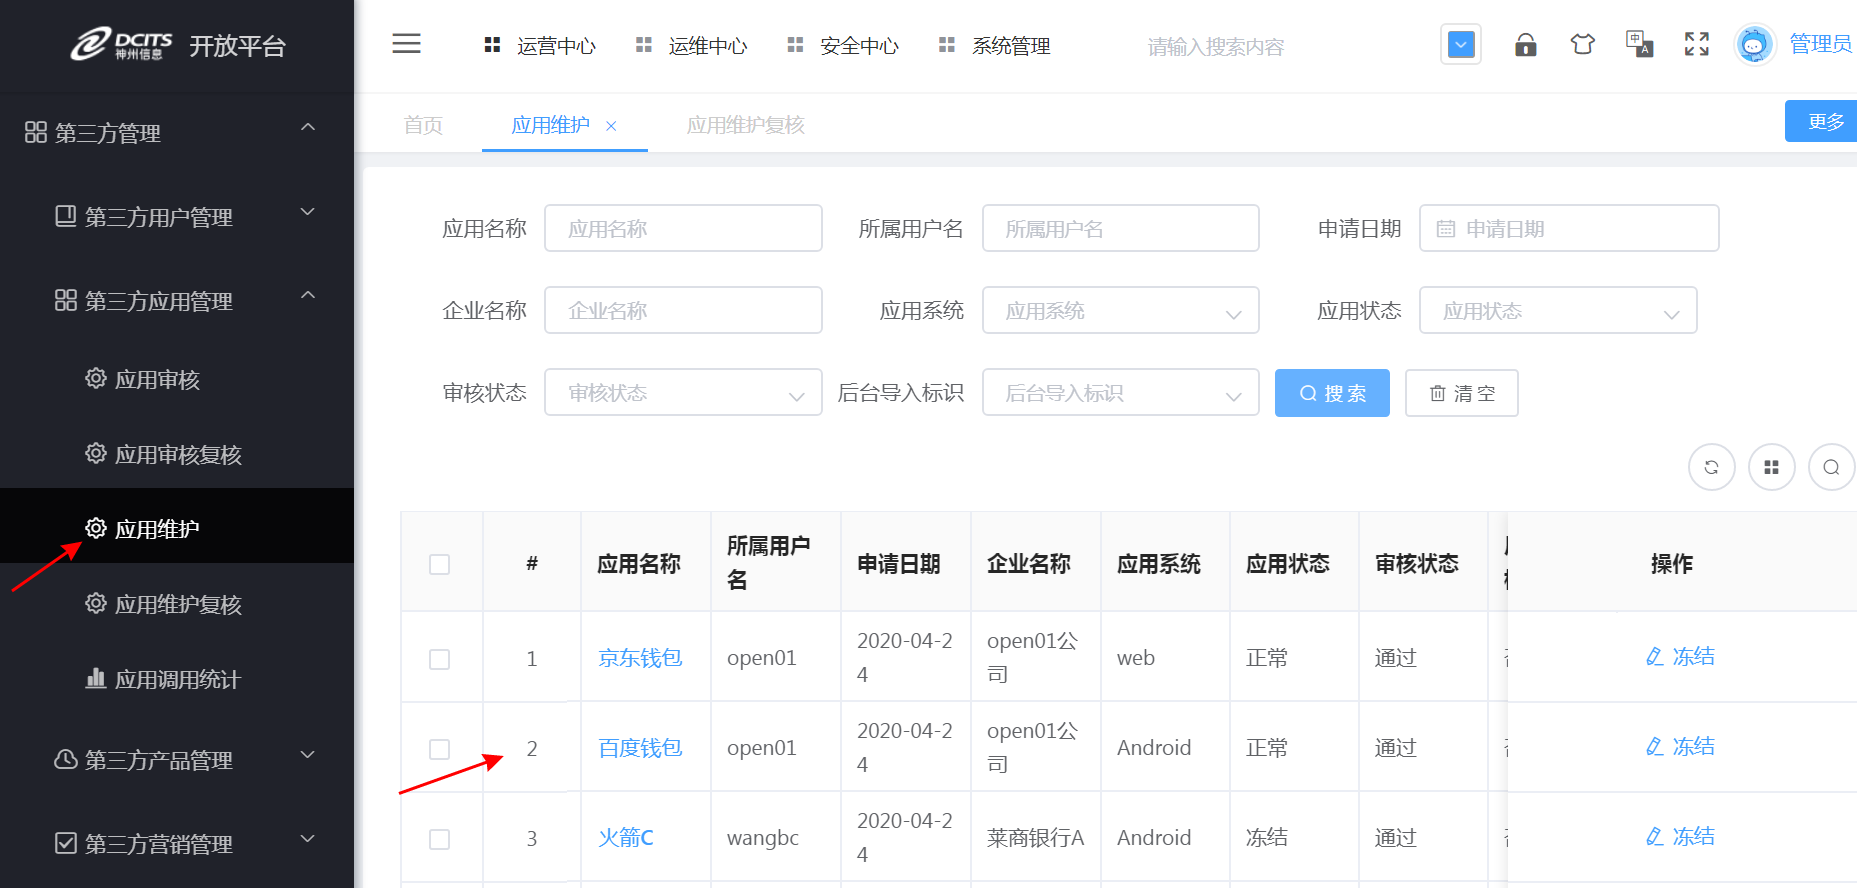 DCITS
神州信息
开放平台
运营中心
运维中心
安全中心
系统管理
请输入搜索内容
中
A
管理员
首页
应用维护
应用维护复核
更多
第三方管理
第三方用户管理
第三方应用管理
应用审核
应用审核复核
应用维护
应用维护复核
应用调用统计
第三方产品管理
第三方营销管理
应用名称 应用名称 所属用户名 所属用户名 申请日期 申请日期
企业名称 企业名称 应用系统 应用系统 应用状态 应用状态
审核状态 审核状态 后台导入标识 后台导入标识 搜索 清空
# 应用名称 所属用户 申请日期 企业名称 应用系统 应用状态 审核状态 操作
名
1 京东钱包 open01 2020-04-2 open01公 web 正常 通过 冻结
4 司
2 百度钱包 open01 2020-04-2 open01公 Android 正常 通过 冻结
4 司
3 火箭C wangbc 2020-04-2 莱商银行A Android 冻结 通过 冻结
4